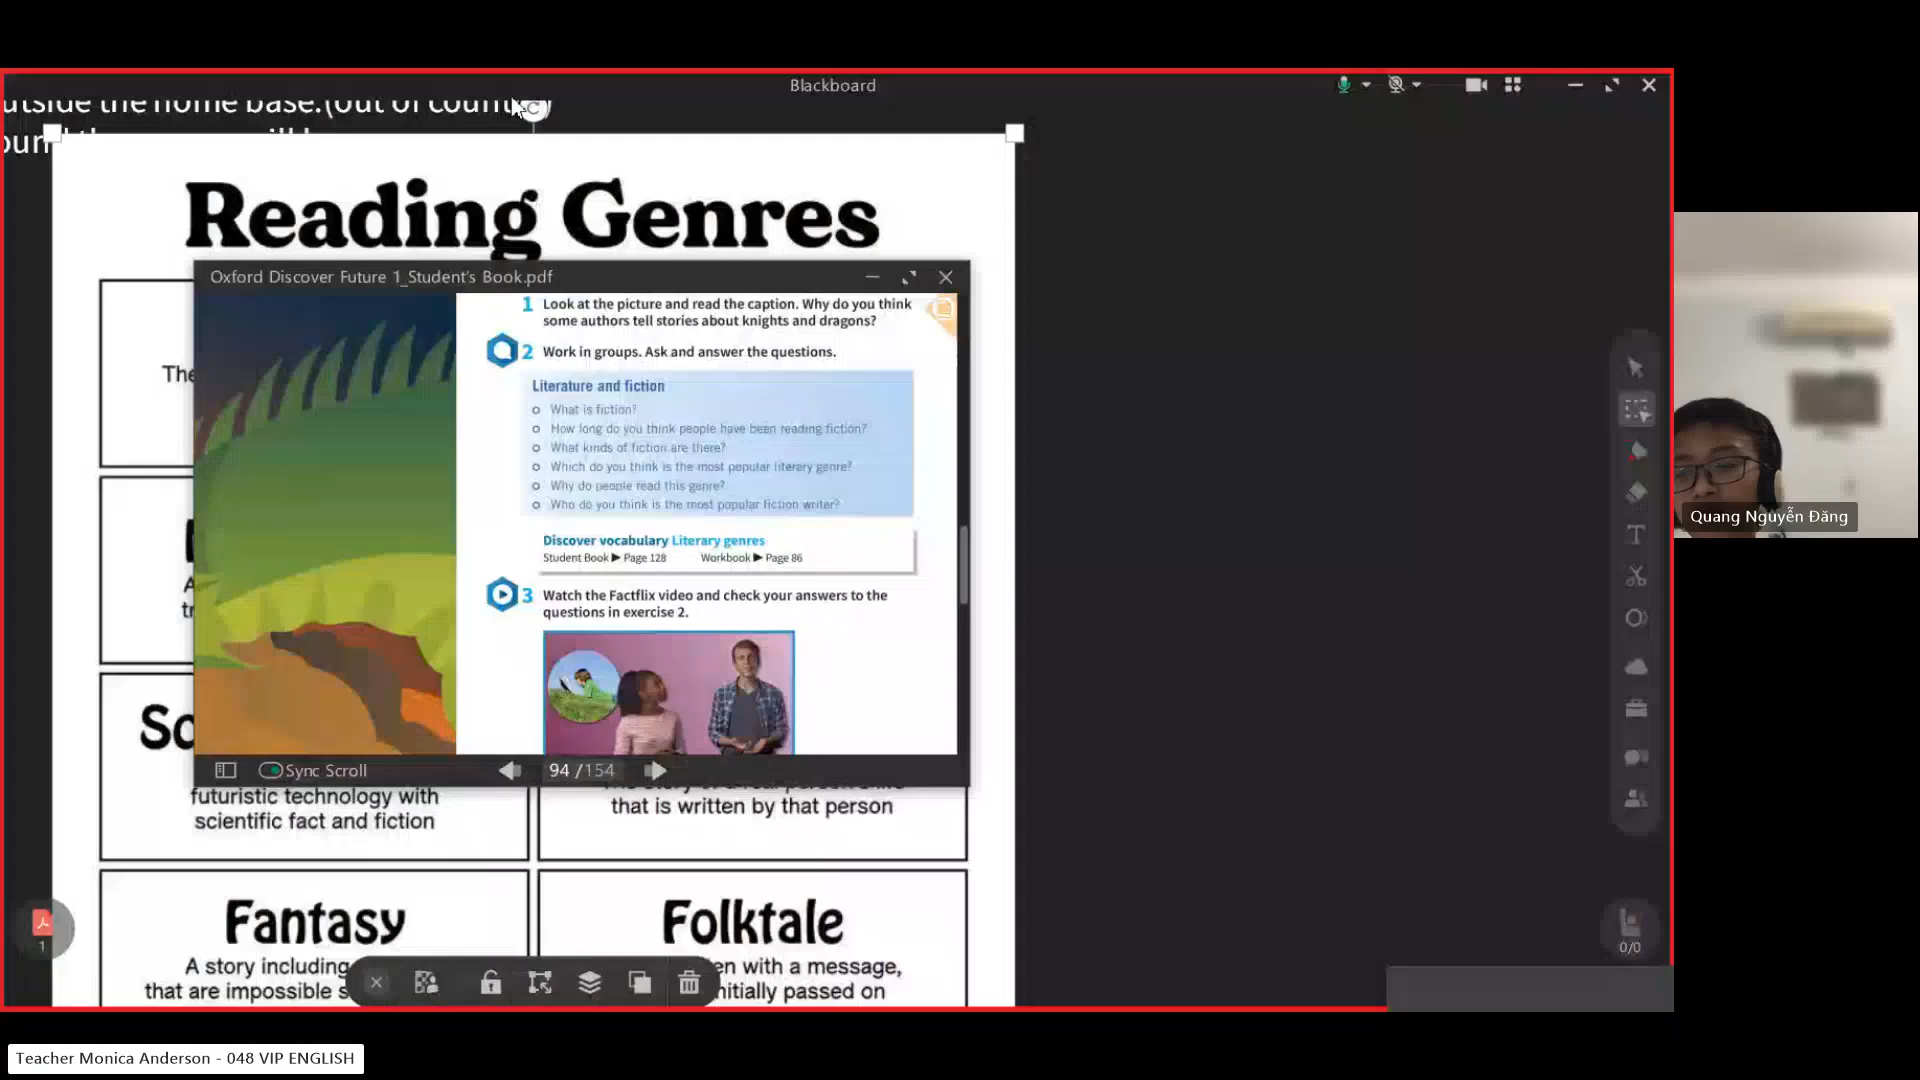 Blackboard
utside the home base.(out of
Reading Genres
Oxford Discover Future 1_Student's Book.pdf
1 Look at the picture and read the caption. Why do you think
some authors tell stories about knights and dragons?
2 Work in groups. Ask and answer the questions.
Literature and fiction
What is fiction?
How long do you think people have been reading fiction?
What kinds of fiction are there?
Which do you think is the most popular literary genre?
Why do people read this genre?
Who do you think is the most popular fiction writer?
Discover vocabulary Literary genres
Student Book ▶ Page 128 Workbook ▶ Page 86
3 Watch the Factflix video and check your answers to the
questions in exercise 2.
Sync Scroll
94 /154
The
futuristic technology with
scientific fact and fiction
that is written by that person
Fantasy
A story including
that are impossible
Folktale
with a message,
nitially passed on
1
0/0
Quang Nguyễn Đăng
Teacher Monica Anderson - 048 VIP ENGLISH